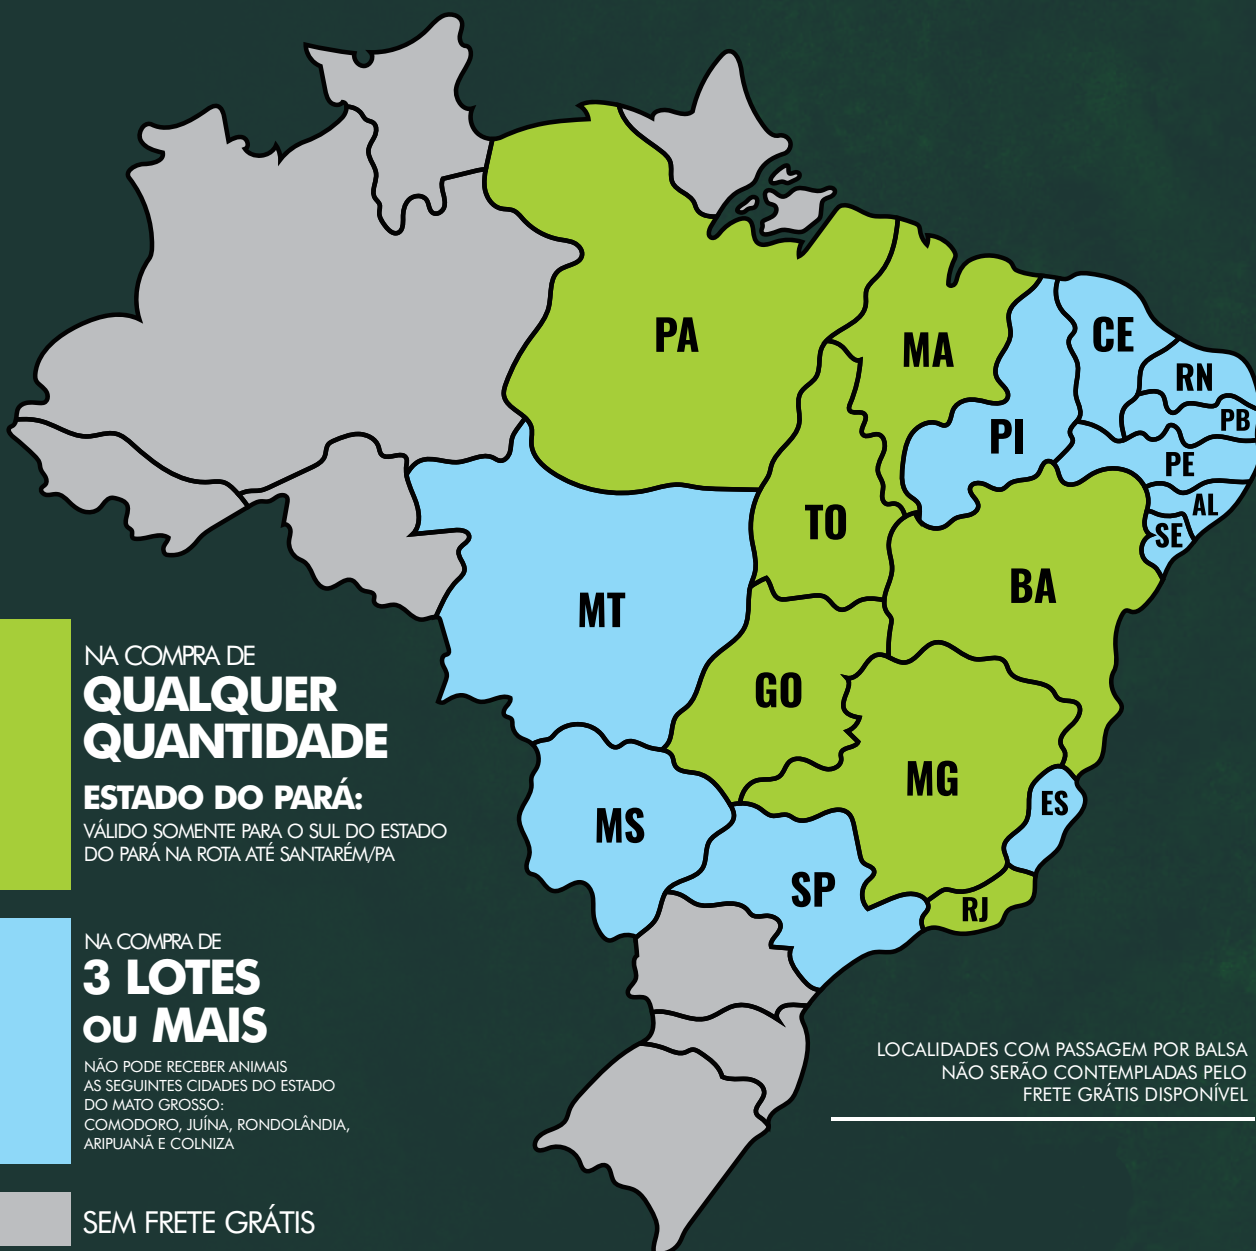 PA
MA
CE
RN
PB
PI
PE
AL
SE
TO
BA
MT
GO
MG
ES
MS
SP
RJ
NA COMPRA DE
QUALQUER
QUANTIDADE
ESTADO DO PARÁ:
VÁLIDO SOMENTE PARA O SUL DO ESTADO
DO PARÁ NA ROTA ATÉ SANTARÉM/PA
NA COMPRA DE
3 LOTES
OU MAIS
NÃO PODE RECEBER ANIMAIS
AS SEGUINTES CIDADES DO ESTADO
DO MATO GROSSO:
COMODORO, JUÍNA, RONDOLÂNDIA,
ARIPUANÃ E COLNIZA
SEM FRETE GRÁTIS
LOCALIDADES COM PASSAGEM POR BALSA
NÃO SERÃO CONTEMPLADAS PELO
FRETE GRÁTIS DISPONÍVEL